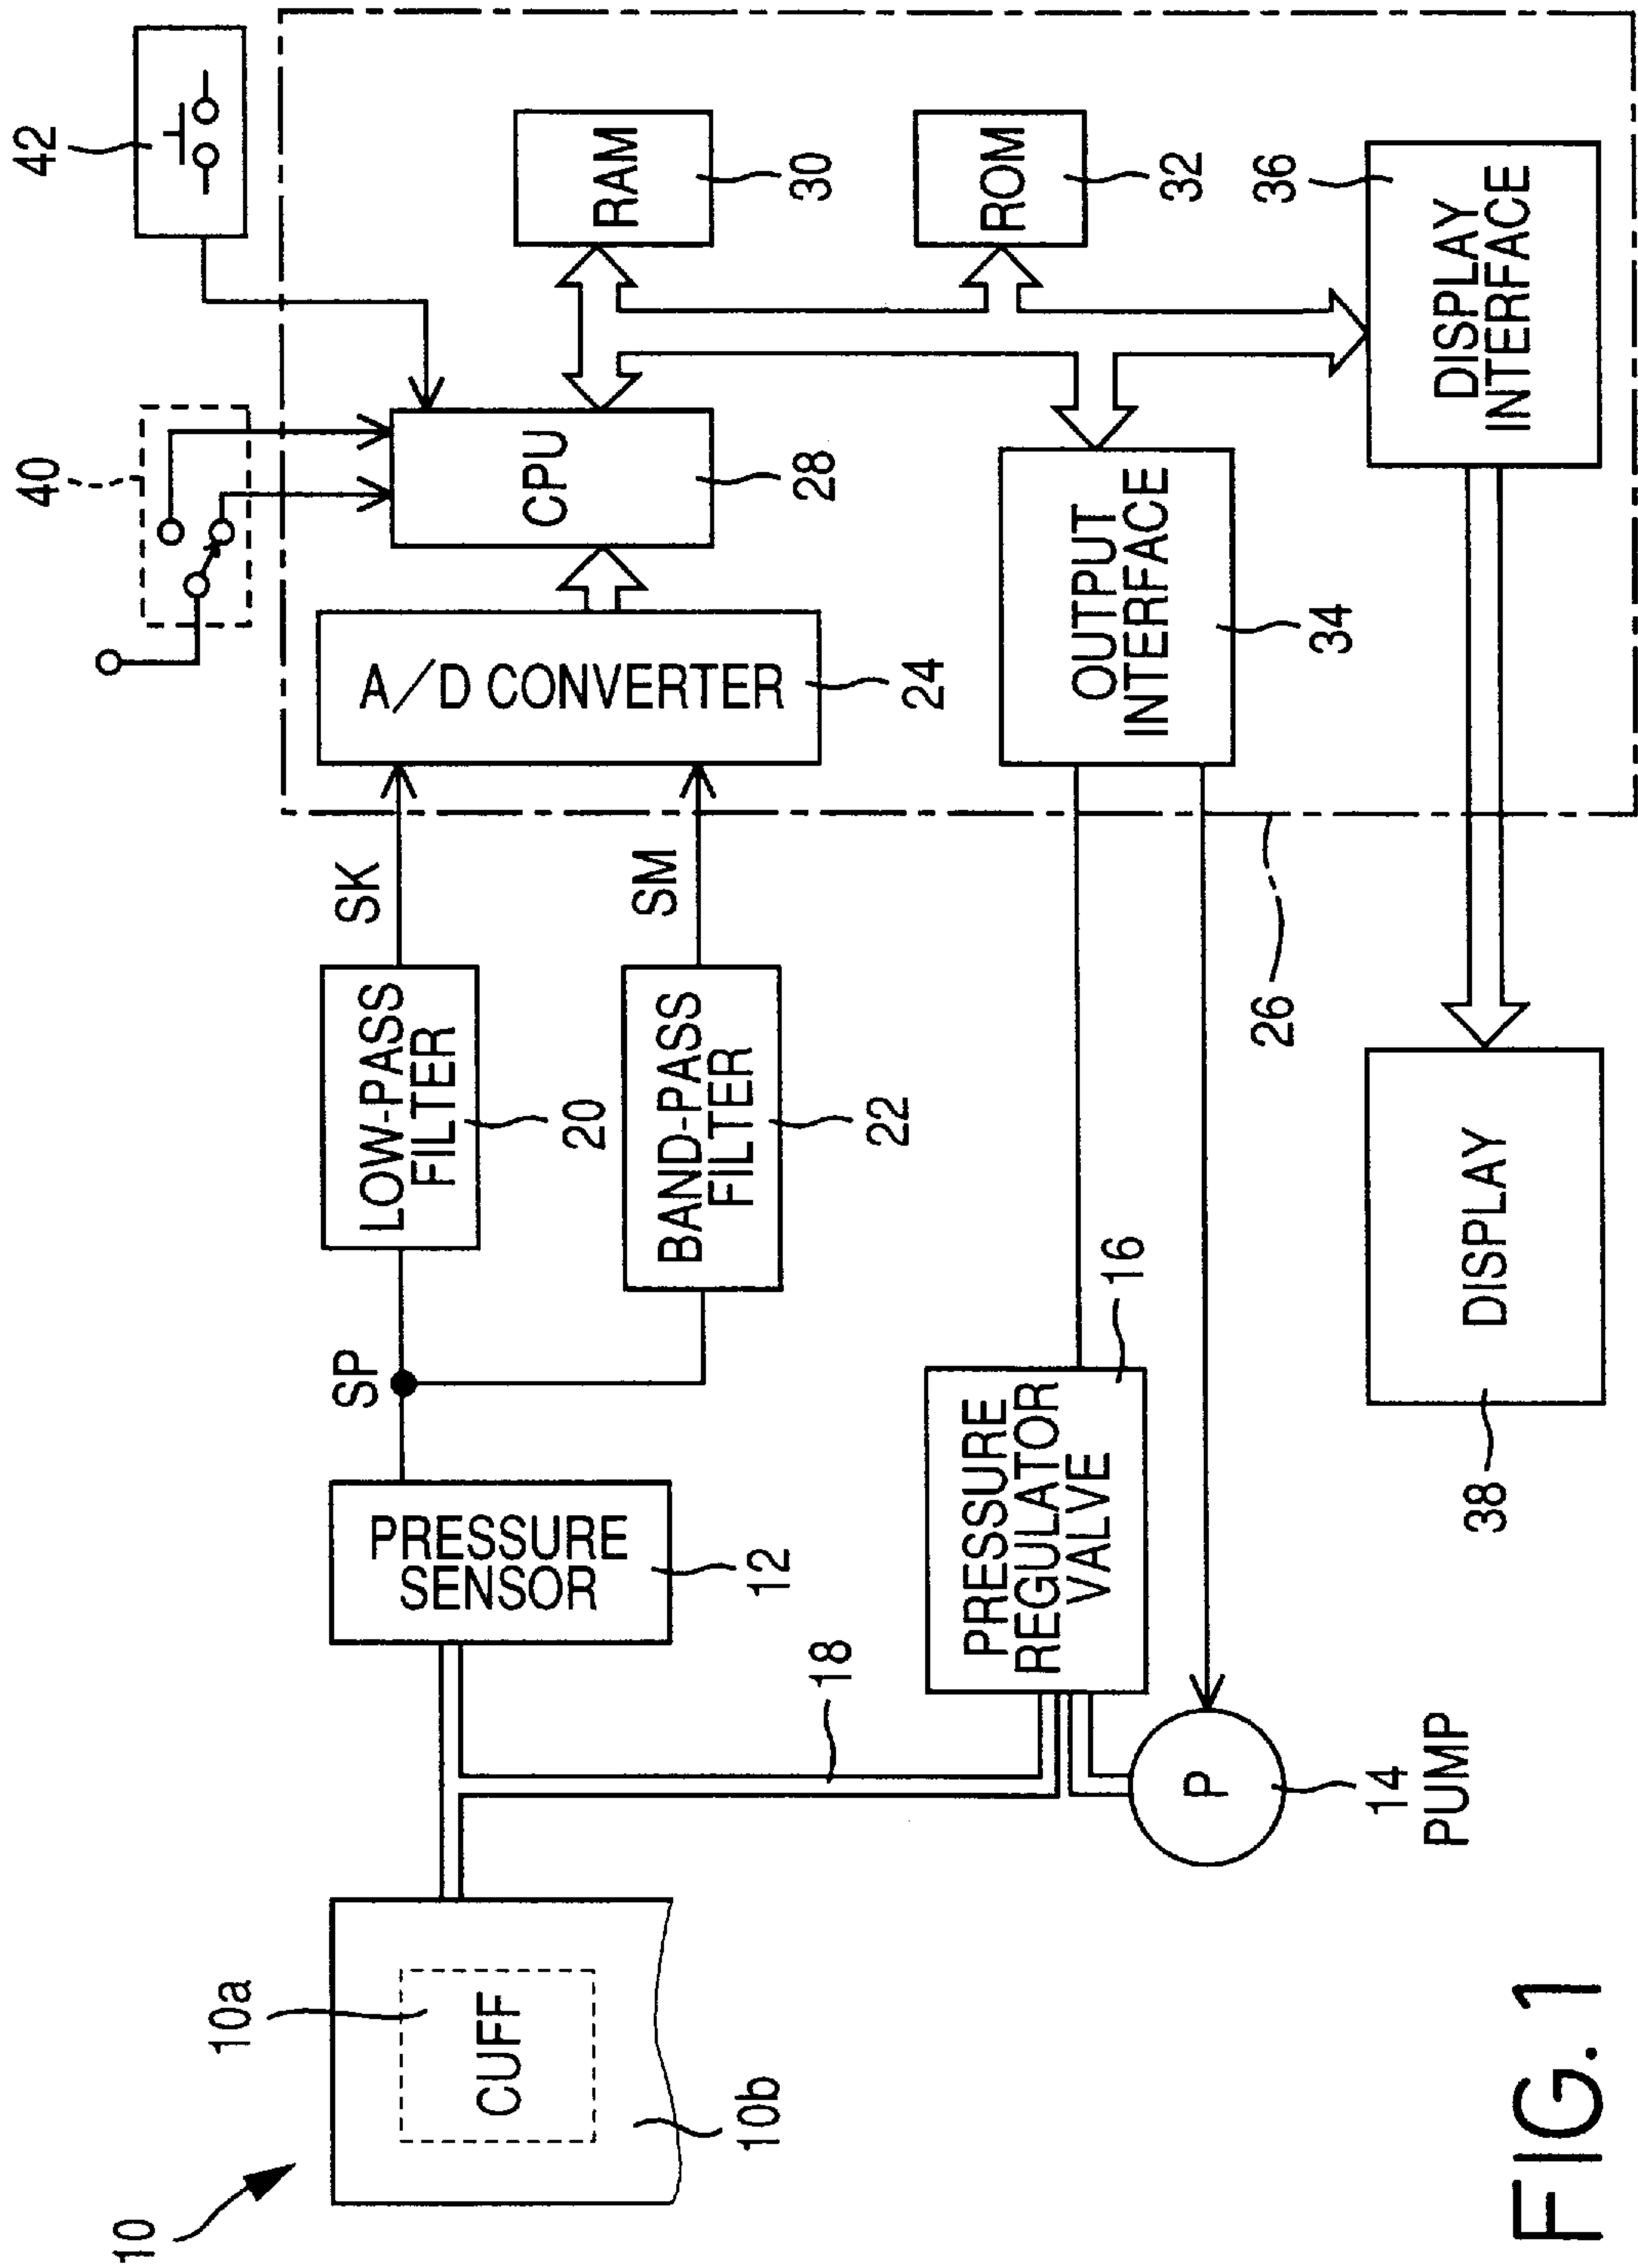 42
40
RAM
30
ROM
32
36
DISPLAY
INTERFACE
CPU
28
A/D CONVERTER
24
OUTPUT
INTERFACE
34
SK
SM
26
LOW-PASS
FILTER
20
BAND-PASS
FILTER
22
SP
PRESSURE
SENSOR
12
PRESSURE
REGULATOR
VALVE
16
DISPLAY
38
18
P
14
PUMP
10
10a
CUFF
10b
FIG. 1